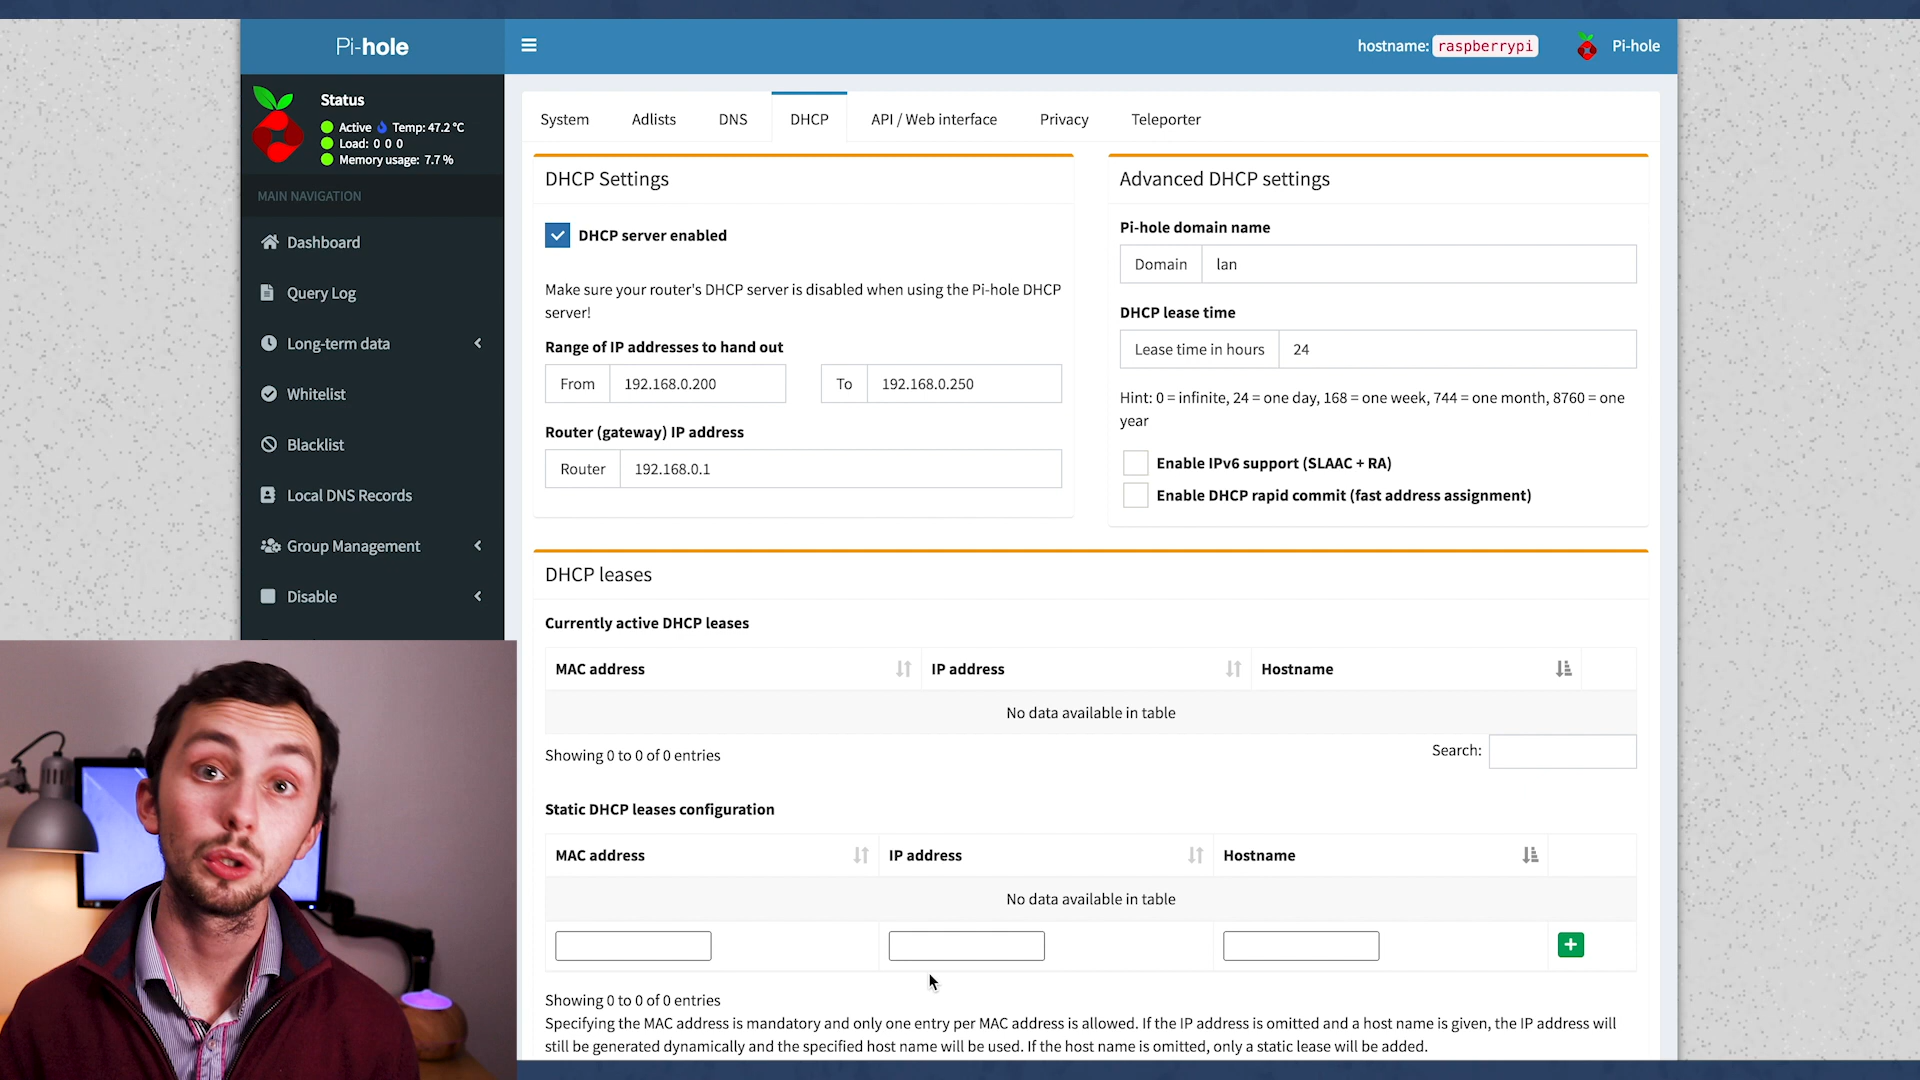 Pi-hole
hostname: raspberrypi
Pi-hole
Status
Active Temp: 47.2 °C
Load: 0 0 0
Memory usage: 7.7 %
MAIN NAVIGATION
Dashboard
Query Log
Long-term data
Whitelist
Blacklist
Local DNS Records
Group Management
Disable
System Adlists DNS DHCP API / Web interface Privacy Teleporter
DHCP Settings
DHCP server enabled
Make sure your router's DHCP server is disabled when using the Pi-hole DHCP
server!
Range of IP addresses to hand out
From 192.168.0.200 To 192.168.0.250
Router (gateway) IP address
Router 192.168.0.1
Advanced DHCP settings
Pi-hole domain name
Domain lan
DHCP lease time
Lease time in hours 24
Hint: 0 = infinite, 24 = one day, 168 = one week, 744 = one month, 8760 = one
year
Enable IPv6 support (SLAAC + RA)
Enable DHCP rapid commit (fast address assignment)
DHCP leases
Currently active DHCP leases
MAC address IP address Hostname
No data available in table
Showing 0 to 0 of 0 entries
Search:
Static DHCP leases configuration
MAC address IP address Hostname
No data available in table
Showing 0 to 0 of 0 entries
Specifying the MAC address is mandatory and only one entry per MAC address is allowed. If the IP address is omitted and a host name is given, the IP address will
still be generated dynamically and the specified host name will be used. If the host name is omitted, only a static lease will be added.